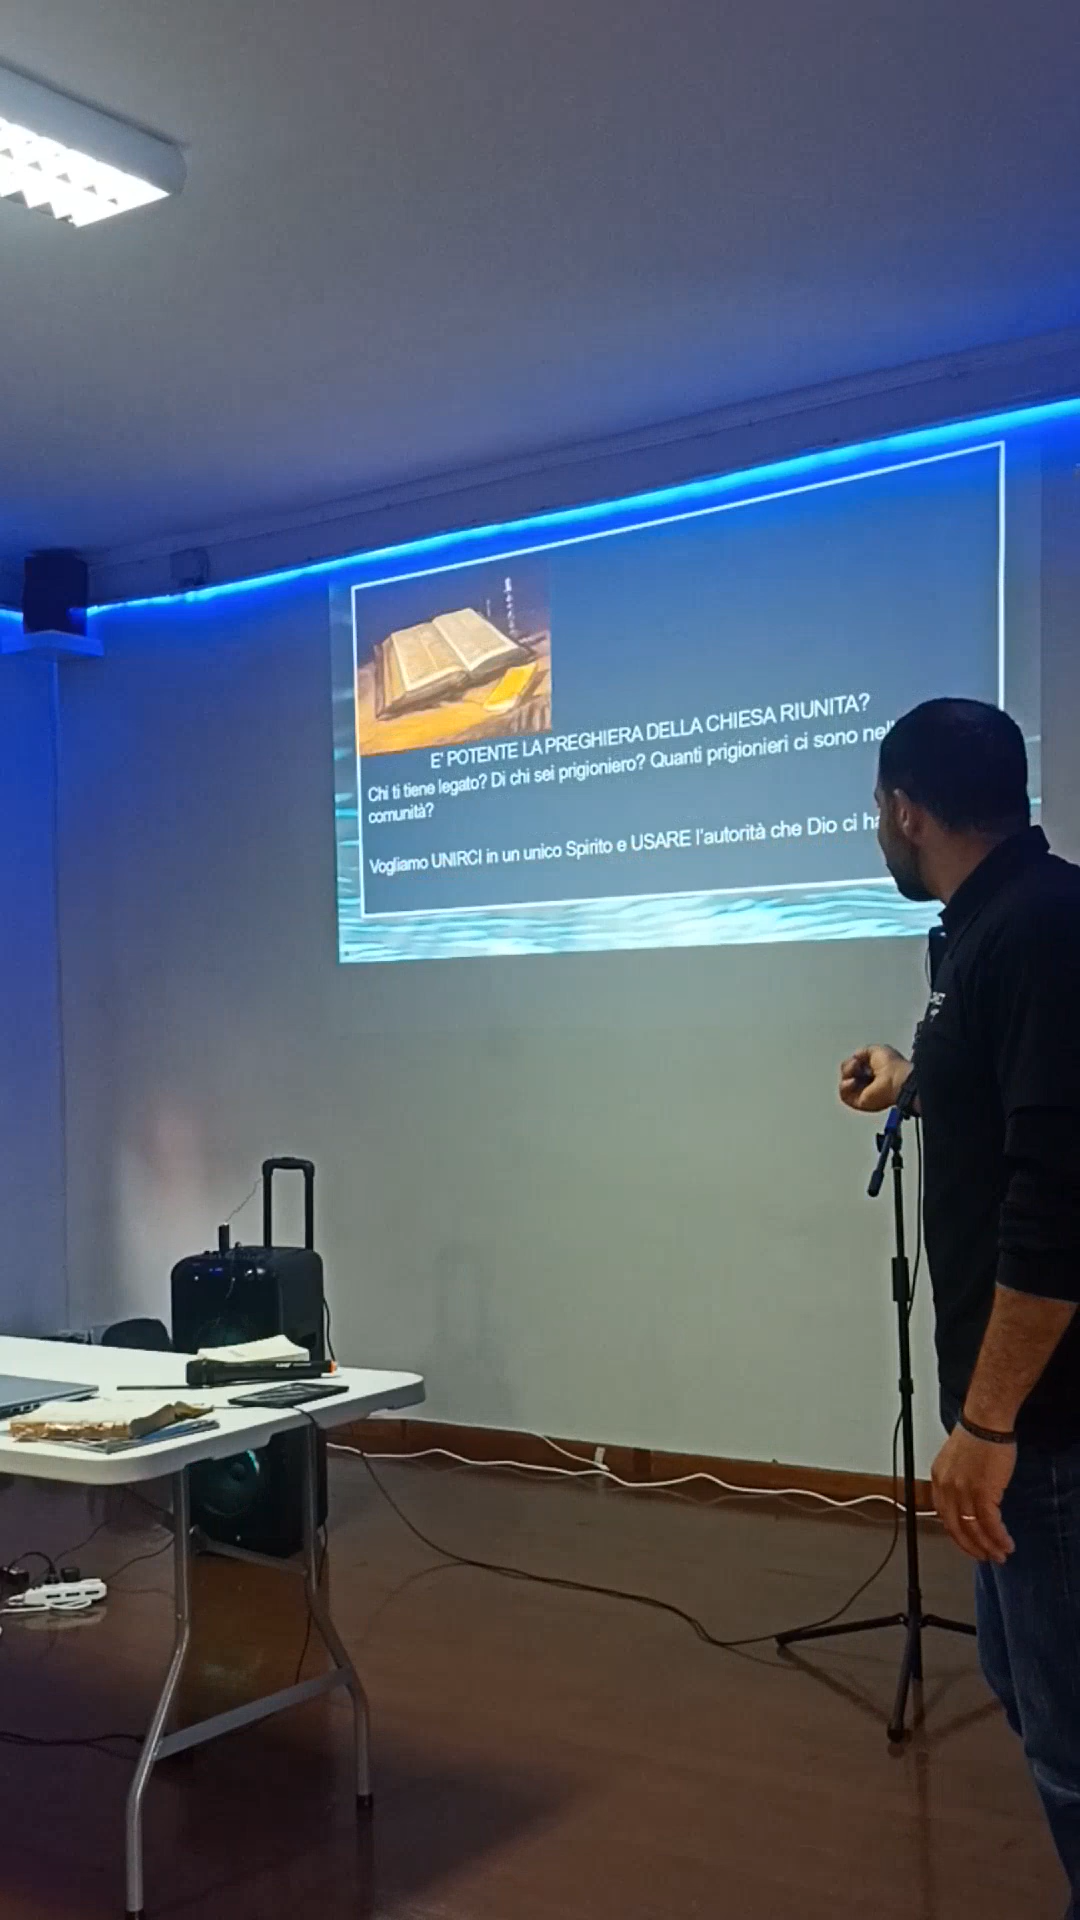 E' POTENTE LA PREGHIERA DELLA CHIESA RIUNITA?
Chi ti tiene legato? Di chi sei prigioniero? Quanti prigionieri ci sono nell'
comunità?
Vogliamo UNIRCI in un unico Spirito e USARE l'autorità che Dio ci